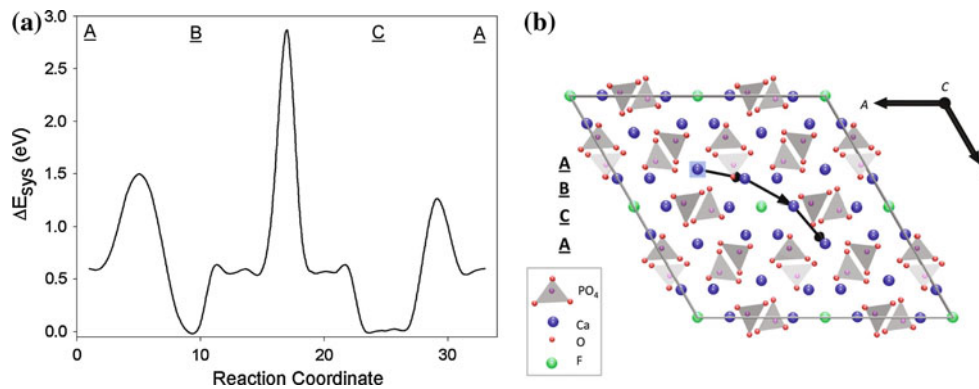 (a)
3.0
2.5
2.0
1.5
1.0
0.5
0.0
ΔEsys (eV)
A B C A
0 10 20 30
Reaction Coordinate
(b)
C
A
A
B
C
A
PO4
Ca
O
F